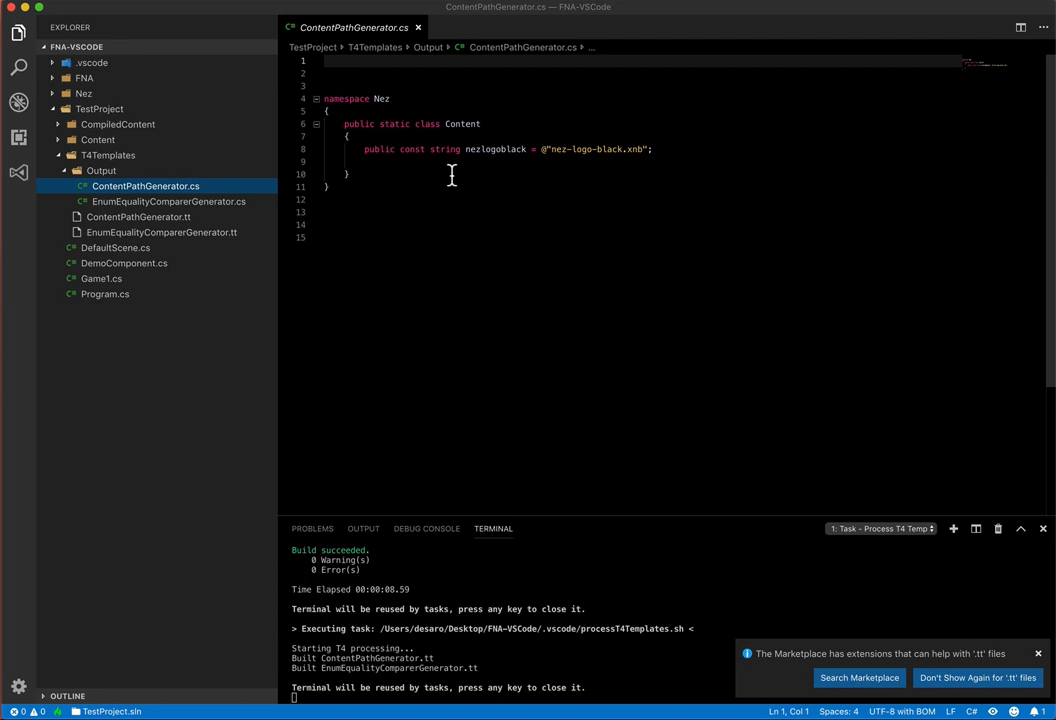 ContentPathGenerator.cs — FNA-VSCode
EXPLORER
FNA-VSCODE
.vscode
FNA
Nez
TestProject
CompiledContent
Content
T4Templates
Output
ContentPathGenerator.cs
EnumEqualityComparerGenerator.cs
ContentPathGenerator.tt
EnumEqualityComparerGenerator.tt
DefaultScene.cs
DemoComponent.cs
Game1.cs
Program.cs
OUTLINE
ContentPathGenerator.cs
TestProject T4Templates Output ContentPathGenerator.cs ...
1
2
3
4 namespace Nez
5 {
6 public static class Content
7 {
8 public const string nezlogoblack = @"nez-logo-black.xnb";
9
10 }
11 }
12
13
14
15
PROBLEMS OUTPUT DEBUG CONSOLE TERMINAL 1: Task - Process T4 Temp
Build succeeded.
0 Warning(s)
0 Error(s)
Time Elapsed 00:00:08.59
Terminal will be reused by tasks, press any key to close it.
> Executing task: /Users/desaro/Desktop/FNA-VSCode/.vscode/processT4Templates.sh <
Starting T4 processing...
Built ContentPathGenerator.tt
Built EnumEqualityComparerGenerator.tt
Terminal will be reused by tasks, press any key to close it.
The Marketplace has extensions that can help with '.tt' files
Search Marketplace Don't Show Again for '.tt' files
0 0 TestProject.sln Ln 1, Col 1 Spaces: 4 UTF-8 with BOM LF C# 1